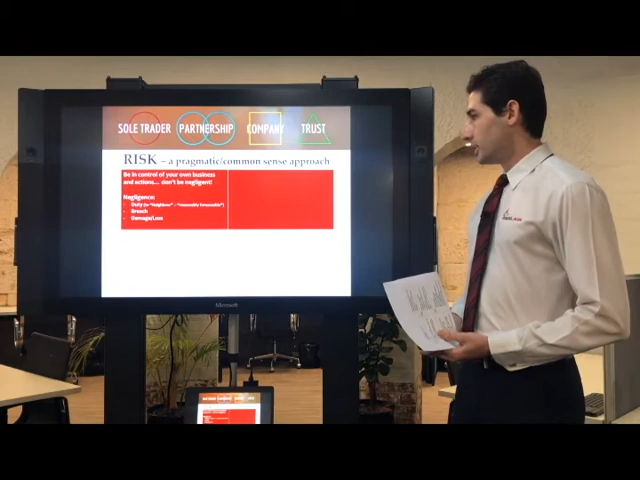 SOLE TRADER PARTNERSHIP COMPANY TRUST
RISK – a pragmatic/common sense approach
Be in control of your own business
and actions… don't be negligent!
Negligence:
- Duty (to "Neighbour" – "reasonably foreseeable")
- Breach
- Damage/Loss
Microsoft